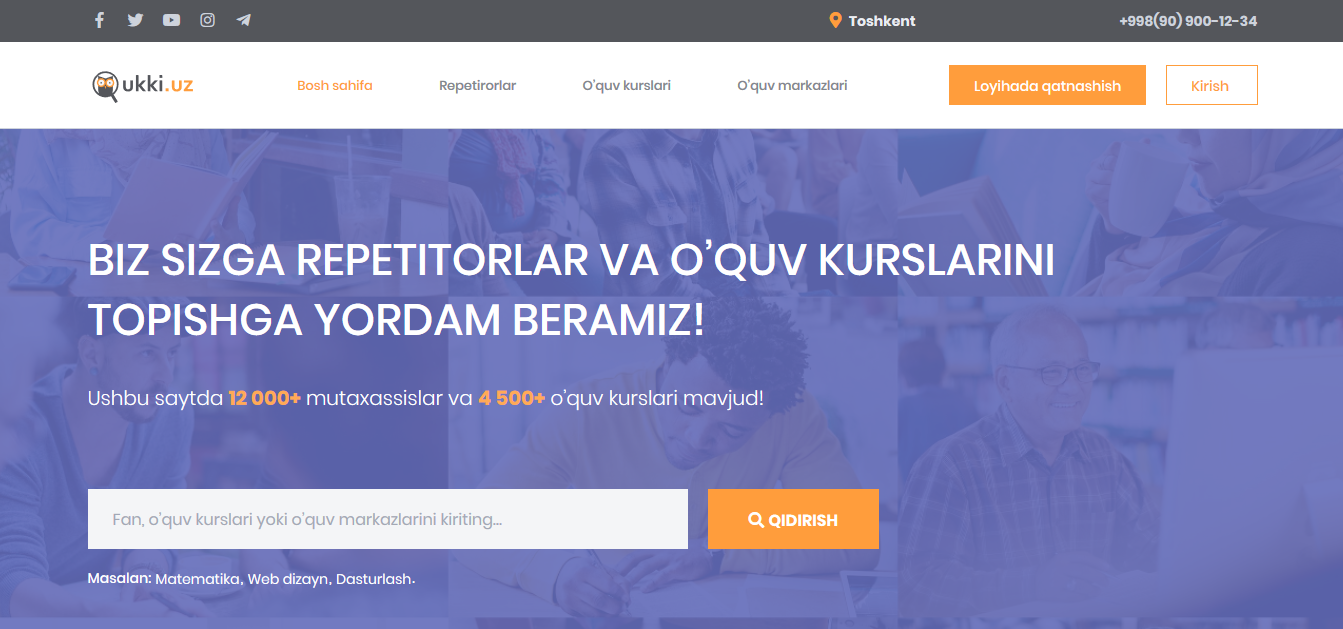 Toshkent
+998(90) 900-12-34
ukki.uz
Bosh sahifa
Repetirorlar
O'quv kurslari
O'quv markazlari
Loyihada qatnashish
Kirish
BIZ SIZGA REPETITORLAR VA O’QUV KURSLARINI
TOPISHGA YORDAM BERAMIZ!
Ushbu saytda 12 000+ mutaxassislar va 4 500+ o’quv kurslari mavjud!
Fan, o’quv kurslari yoki o’quv markazlarini kiriting...
QIDIRISH
Masalan: Matematika, Web dizayn, Dasturlash.